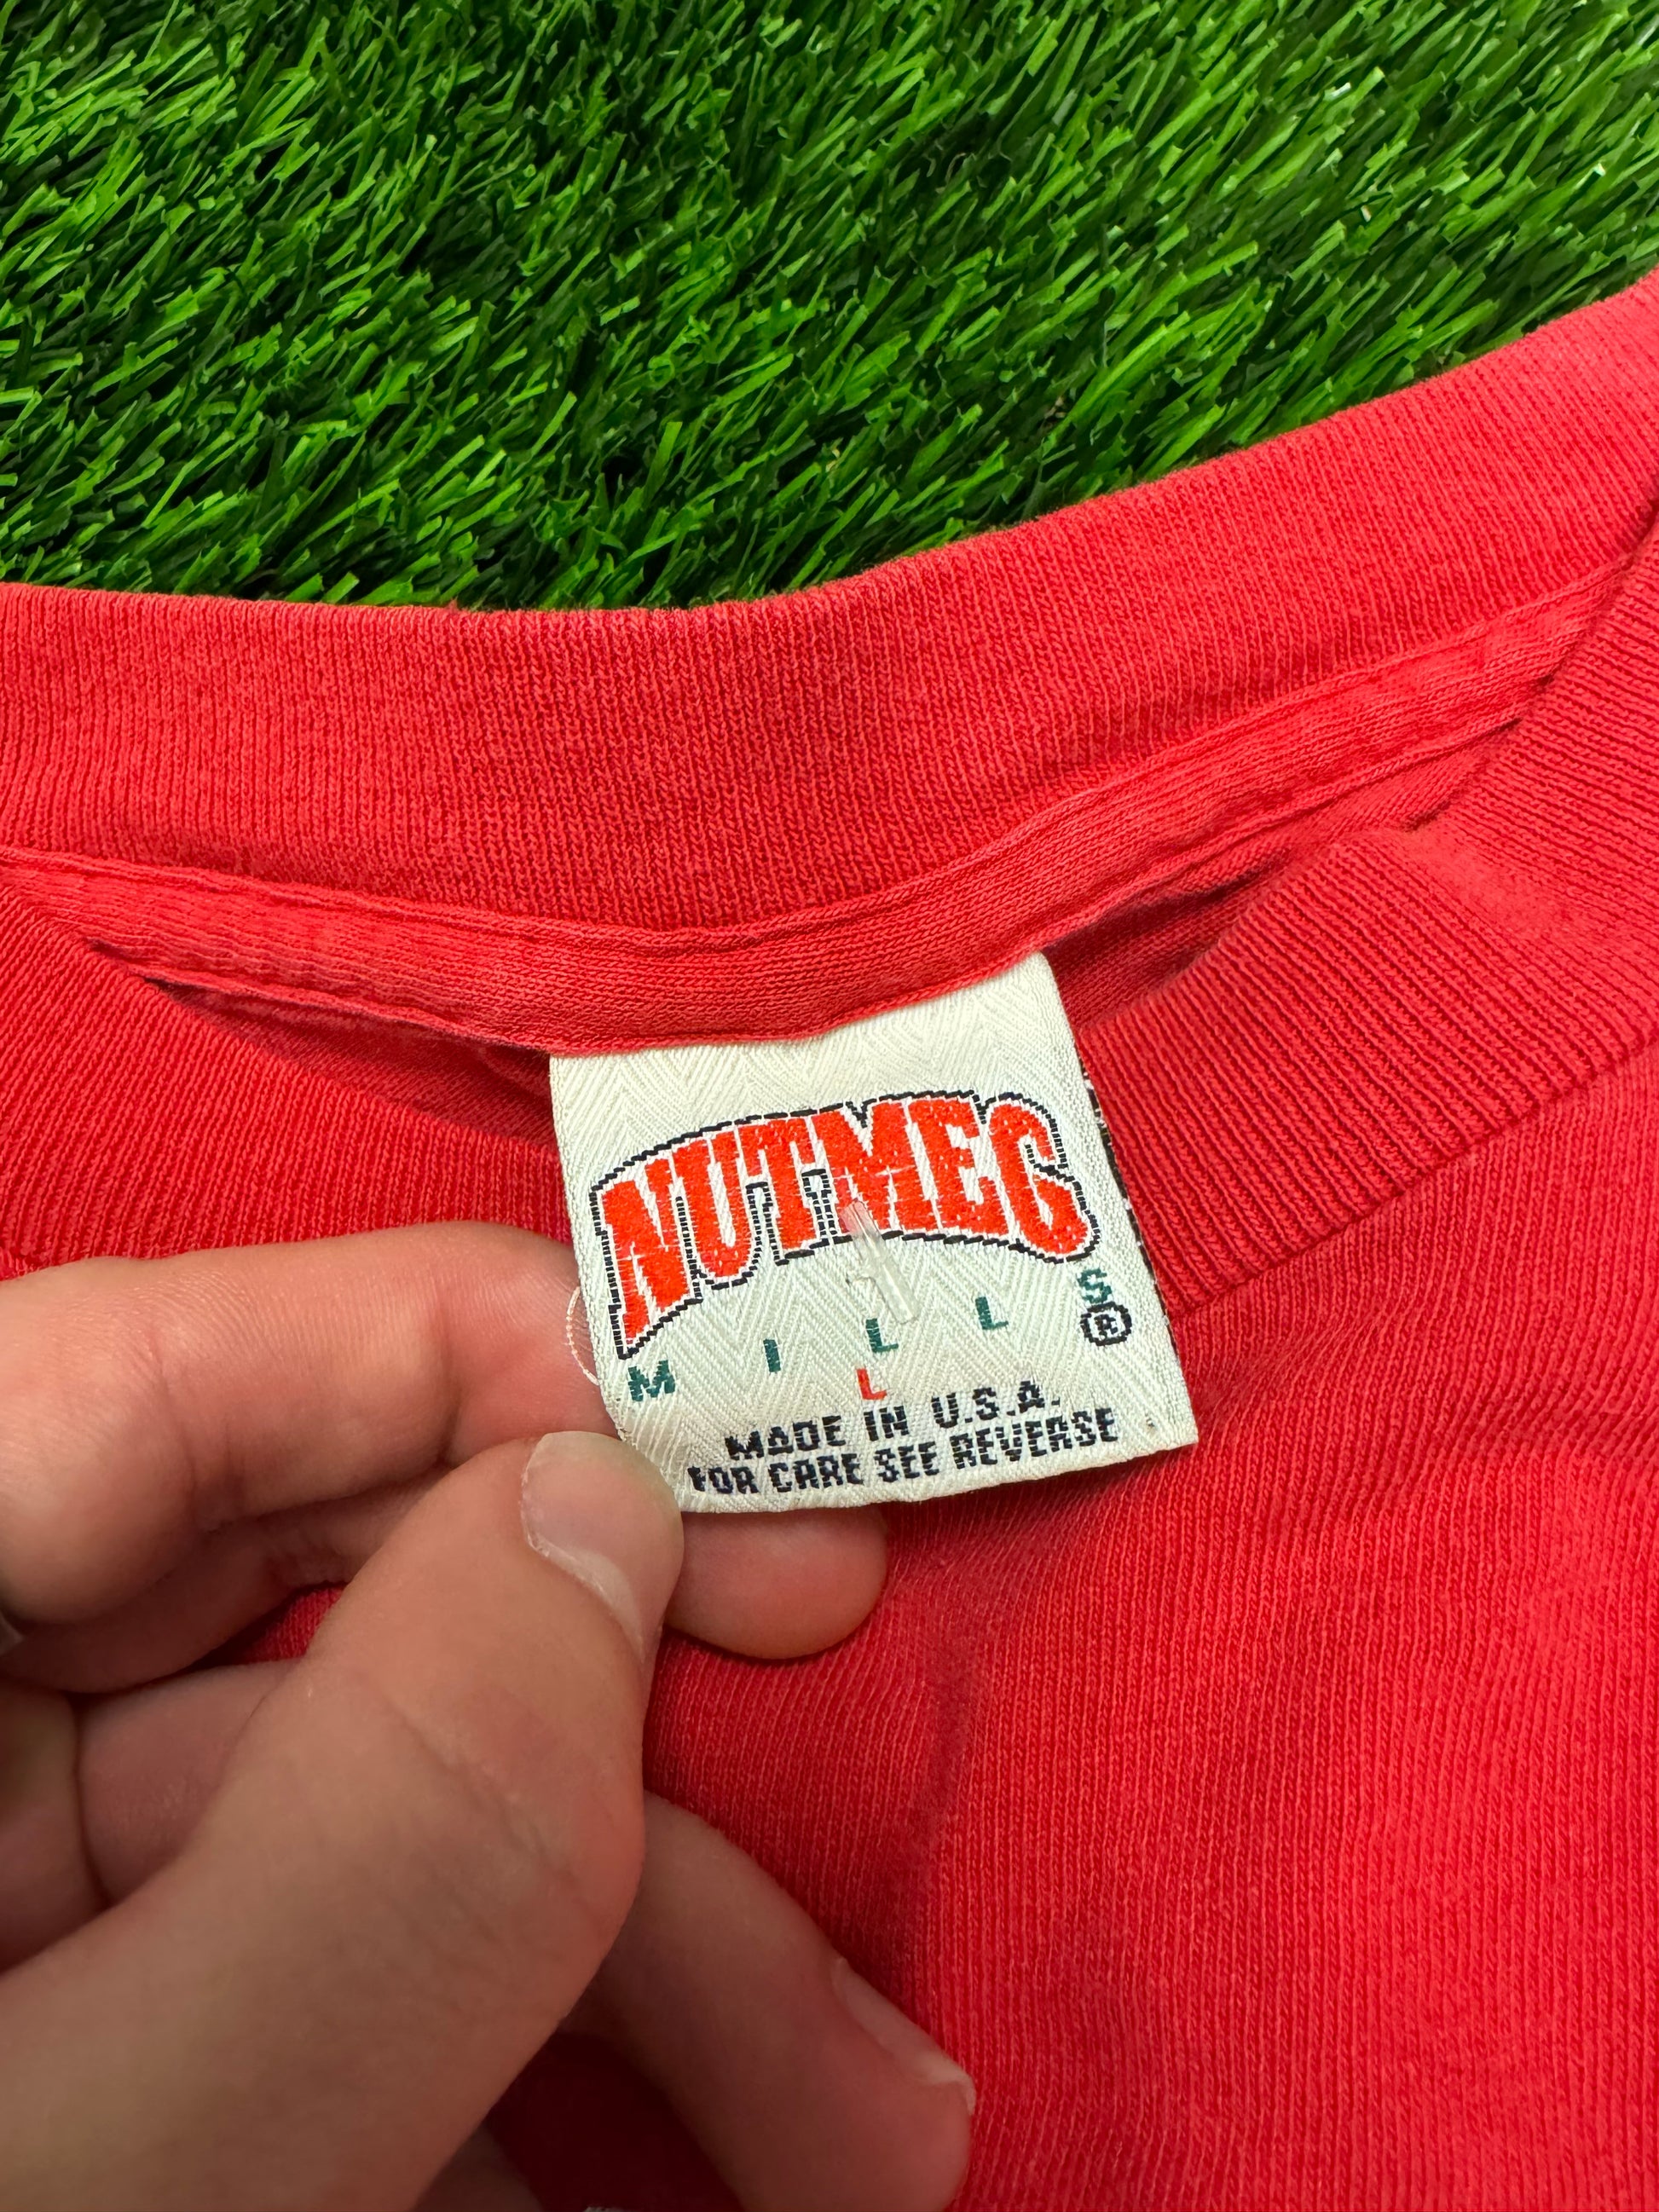 NUTMEG
MILLS®
L
MADE IN U.S.A.
FOR CARE SEE REVERSE